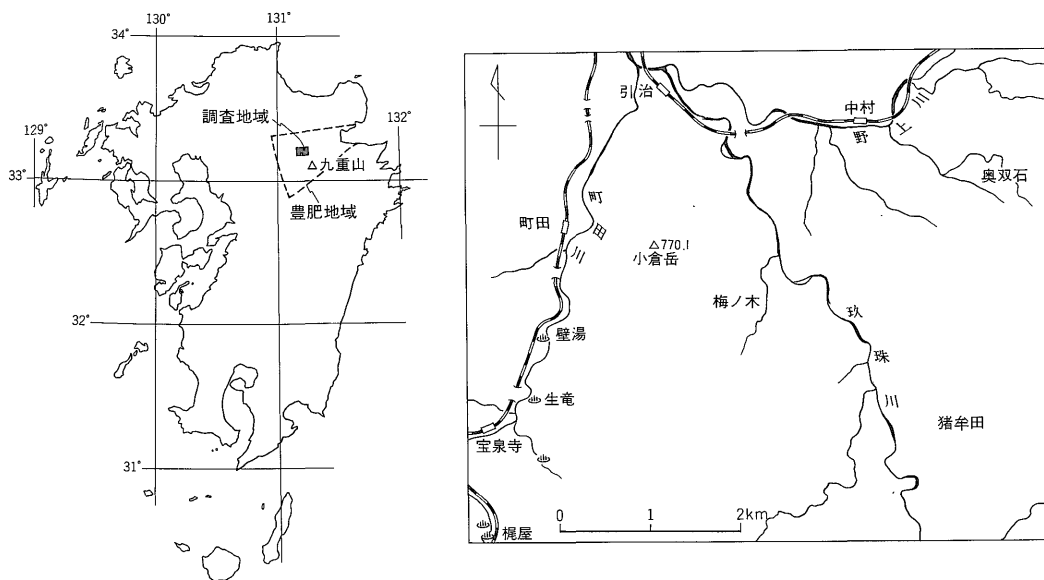 130°
131°
34°
調査地域
129°
132°
△九重山
33°
豊肥地域
32°
31°
引治
中村
野上川
奥双石
町田
町田川
△770.1
小倉岳
梅ノ木
玖珠川
壁湯
生竜
宝泉寺
猪牟田
0 1 2km
梶屋